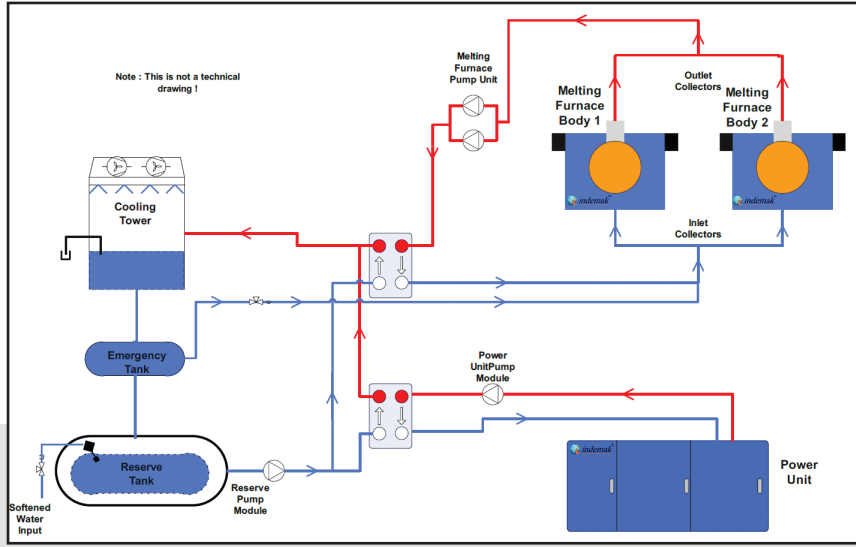 Note : This is not a technical
drawing !
Melting
Furnace
Pump Unit
Outlet
Collectors
Melting
Furnace
Body 1
Melting
Furnace
Body 2
indemak
indemak
Cooling
Tower
Inlet
Collectors
Emergency
Tank
Power
UnitPump
Module
Reserve
Tank
Reserve
Pump
Module
indemak
Power
Unit
Softened
Water
Input